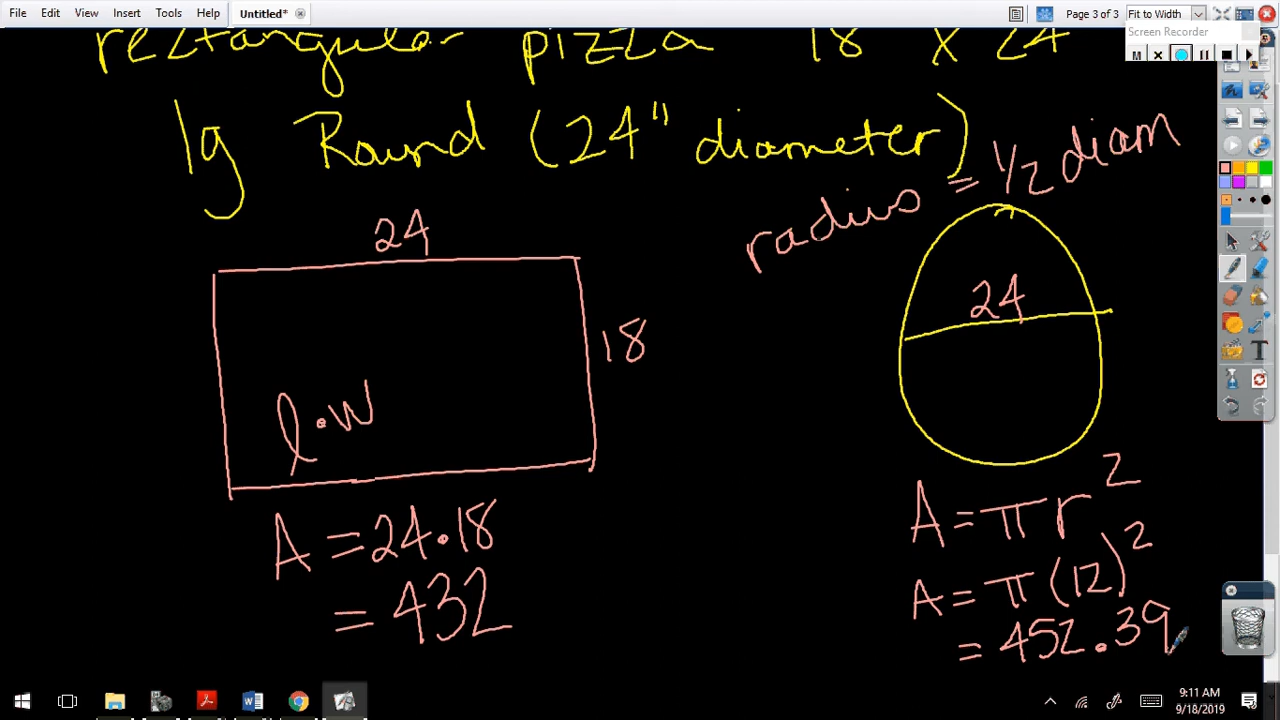 File Edit View Insert Tools Help Untitled* Page 3 of 3 Fit to Width
Screen Recorder
rectangular pizza 18 x 24
lg Round (24" diameter)
radius = 1/2 diam
24
18
l·w
24
A = 24·18
= 432
A = πr²
A = π(12)²
= 452.39
9:11 AM
9/18/2019